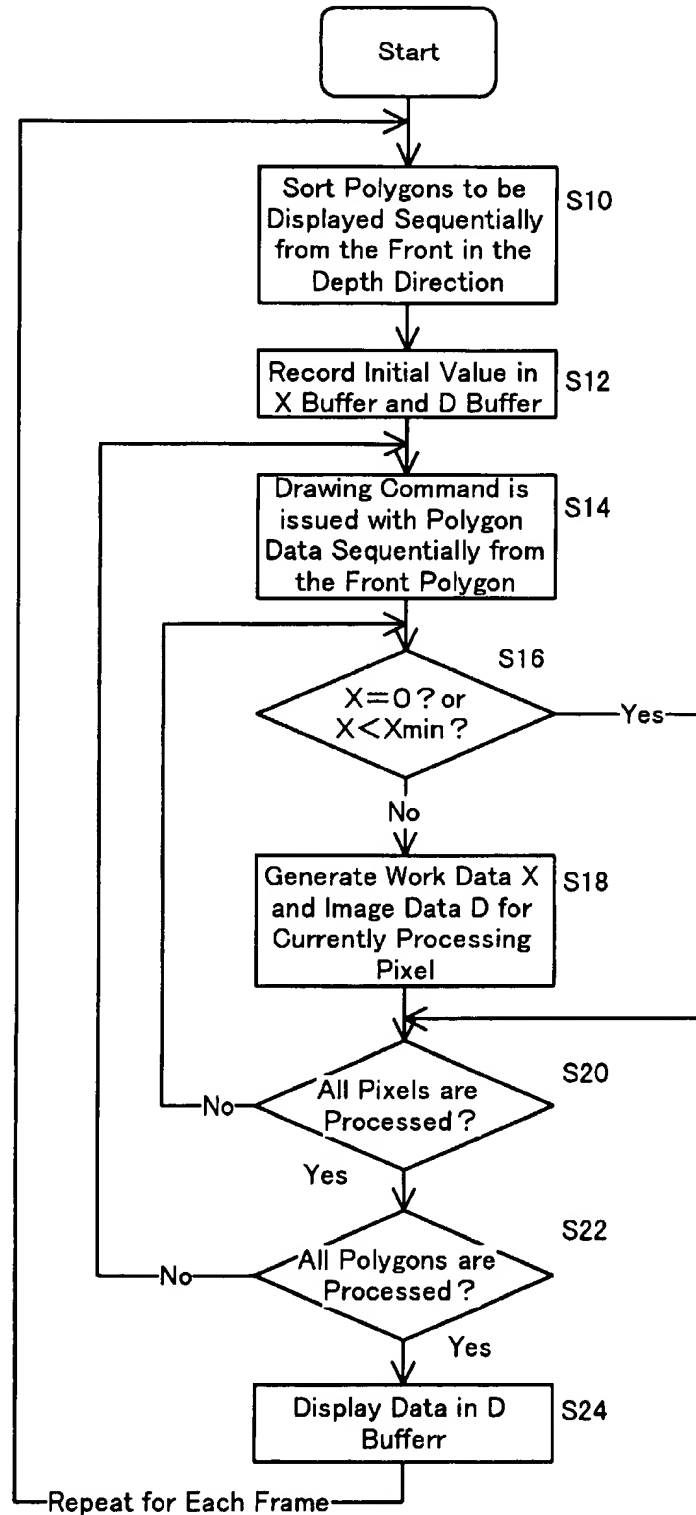 Start
Sort Polygons to be
Displayed Sequentially
from the Front in the
Depth Direction
S10
Record Initial Value in
X Buffer and D Buffer
S12
Drawing Command is
issued with Polygon
Data Sequentially from
the Front Polygon
S14
S16
X=0? or
X<Xmin?
Yes
No
Generate Work Data X
and Image Data D for
Currently Processing
Pixel
S18
All Pixels are
Processed?
S20
No
Yes
All Polygons are
Processed?
S22
No
Yes
Display Data in D
Bufferr
S24
Repeat for Each Frame